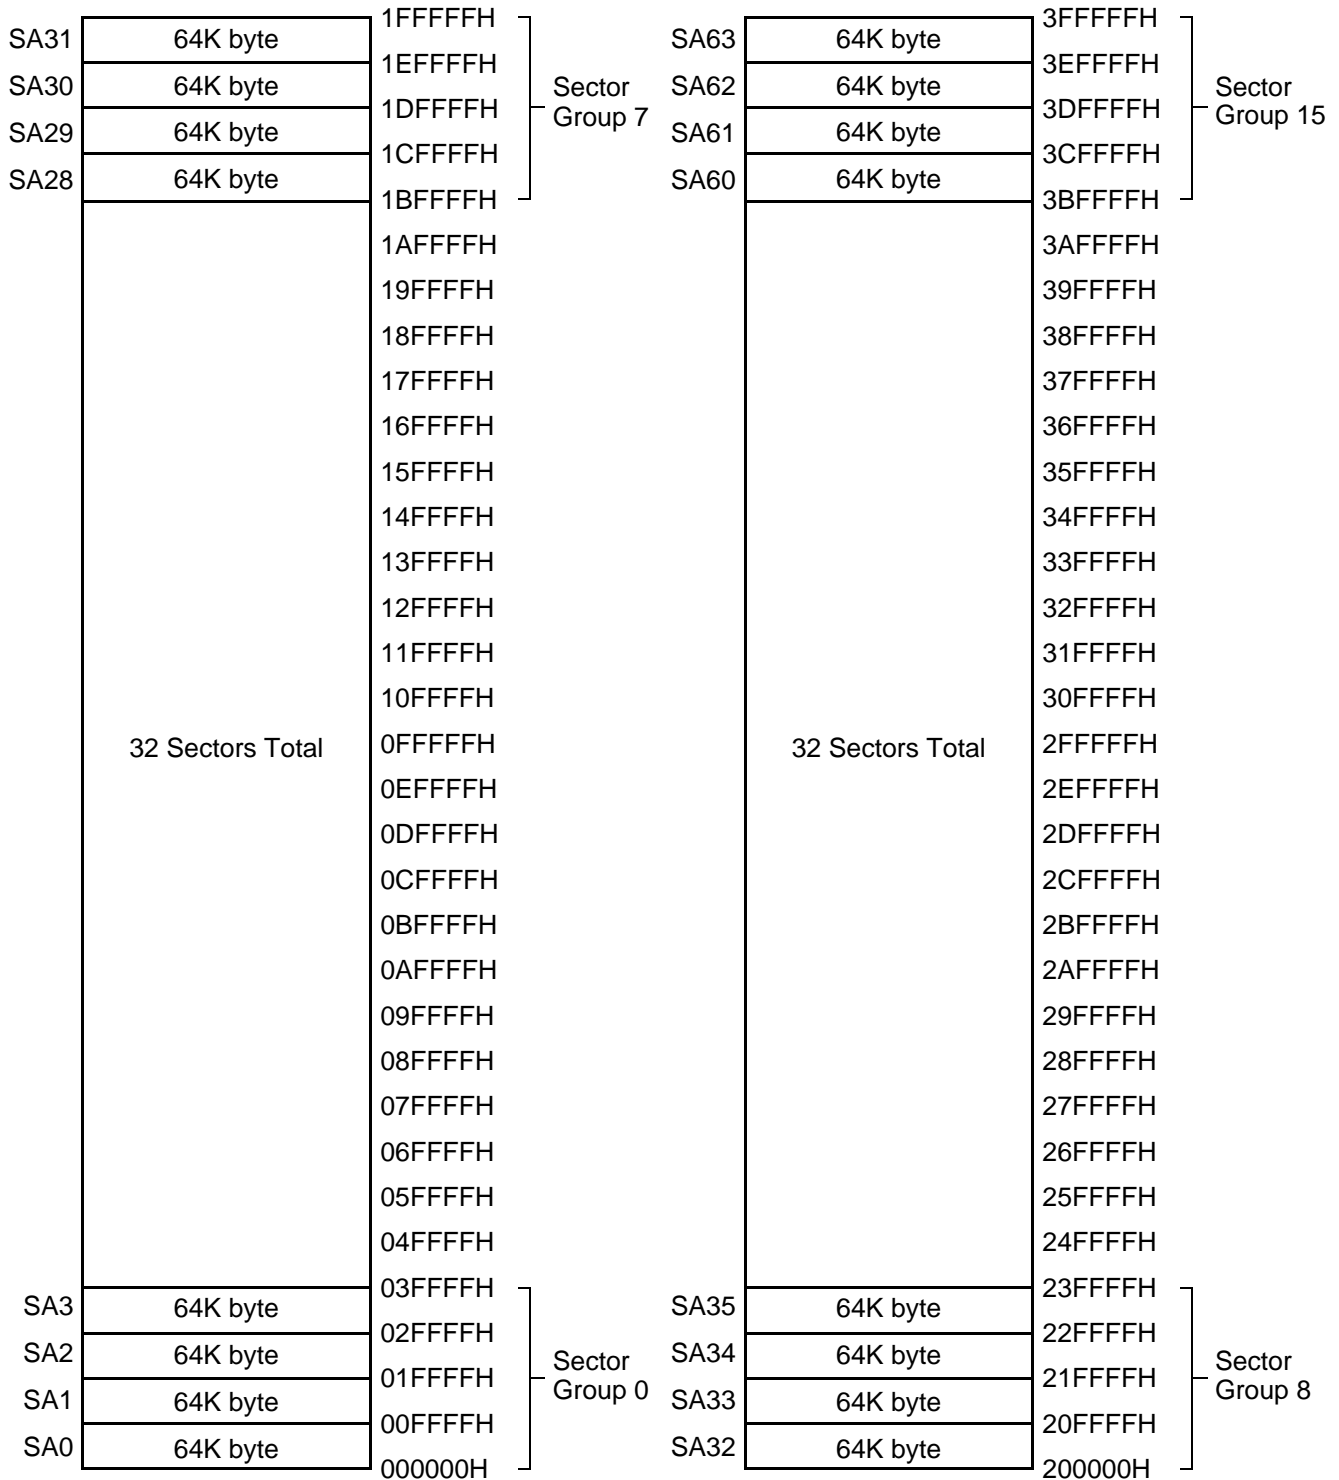 1FFFFFH
SA31 64K byte
1EFFFFH
SA30 64K byte
Sector
Group 7
1DFFFFH
SA29 64K byte
1CFFFFH
SA28 64K byte
1BFFFFH
1AFFFFH
19FFFFH
18FFFFH
17FFFFH
16FFFFH
15FFFFH
14FFFFH
13FFFFH
12FFFFH
11FFFFH
10FFFFH
32 Sectors Total
0FFFFFH
0EFFFFH
0DFFFFH
0CFFFFH
0BFFFFH
0AFFFFH
09FFFFH
08FFFFH
07FFFFH
06FFFFH
05FFFFH
04FFFFH
03FFFFH
SA3 64K byte
02FFFFH
SA2 64K byte
Sector
Group 0
01FFFFH
SA1 64K byte
00FFFFH
SA0 64K byte
000000H
3FFFFFH
SA63 64K byte
3EFFFFH
SA62 64K byte
Sector
Group 15
3DFFFFH
SA61 64K byte
3CFFFFH
SA60 64K byte
3BFFFFH
3AFFFFH
39FFFFH
38FFFFH
37FFFFH
36FFFFH
35FFFFH
34FFFFH
33FFFFH
32FFFFH
31FFFFH
30FFFFH
32 Sectors Total
2FFFFFH
2EFFFFH
2DFFFFH
2CFFFFH
2BFFFFH
2AFFFFH
29FFFFH
28FFFFH
27FFFFH
26FFFFH
25FFFFH
24FFFFH
23FFFFH
SA35 64K byte
22FFFFH
SA34 64K byte
Sector
Group 8
21FFFFH
SA33 64K byte
20FFFFH
SA32 64K byte
200000H